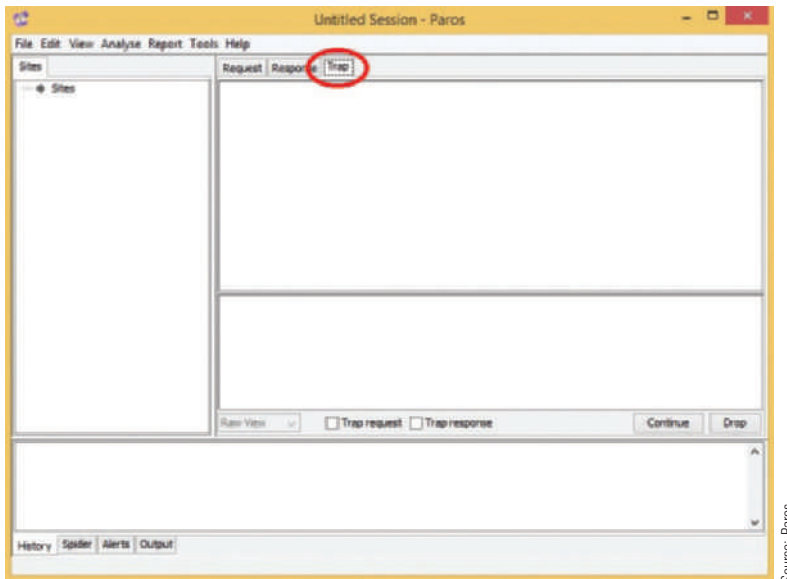 Untitled Session - Paros
File Edit View Analyse Report Tools Help
Sites
Request Response Trap
Sites
Raw View Trap request Trap response Continue Drop
History Spider Alerts Output
Source: Paros